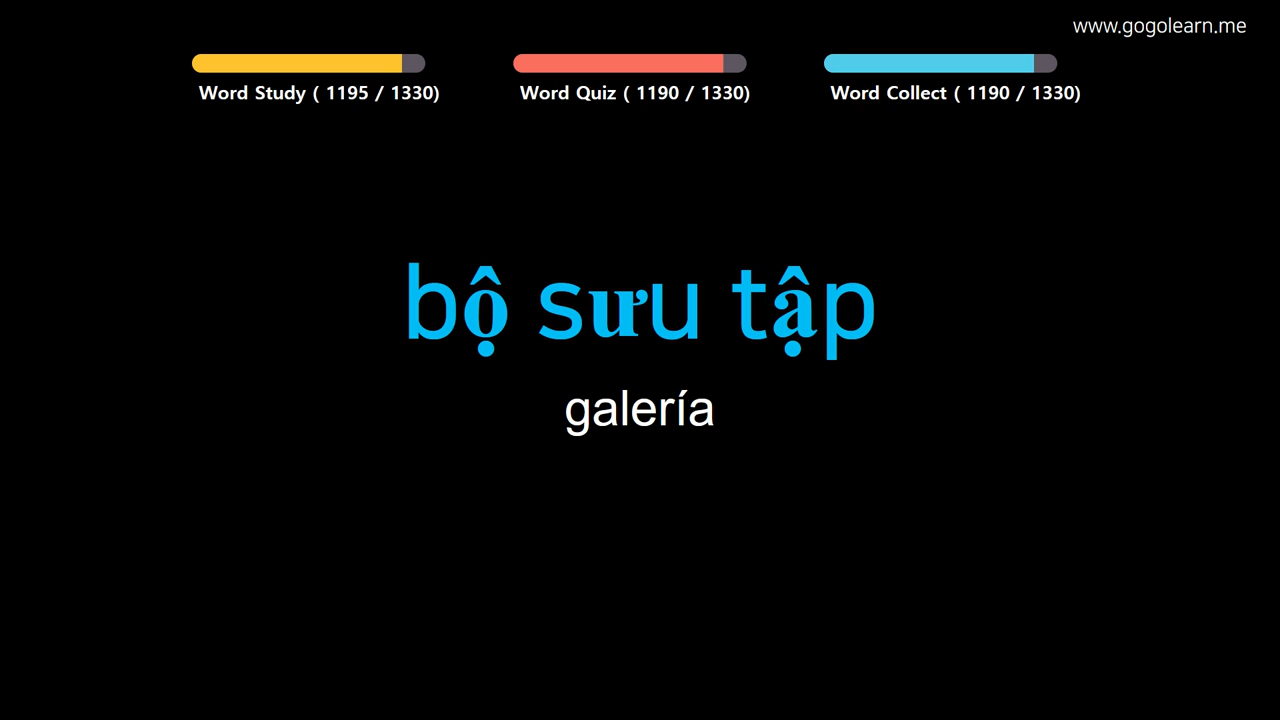 www.gogolearn.me
Word Study ( 1195 / 1330)
Word Quiz ( 1190 / 1330)
Word Collect ( 1190 / 1330)
bộ sưu tập
galería